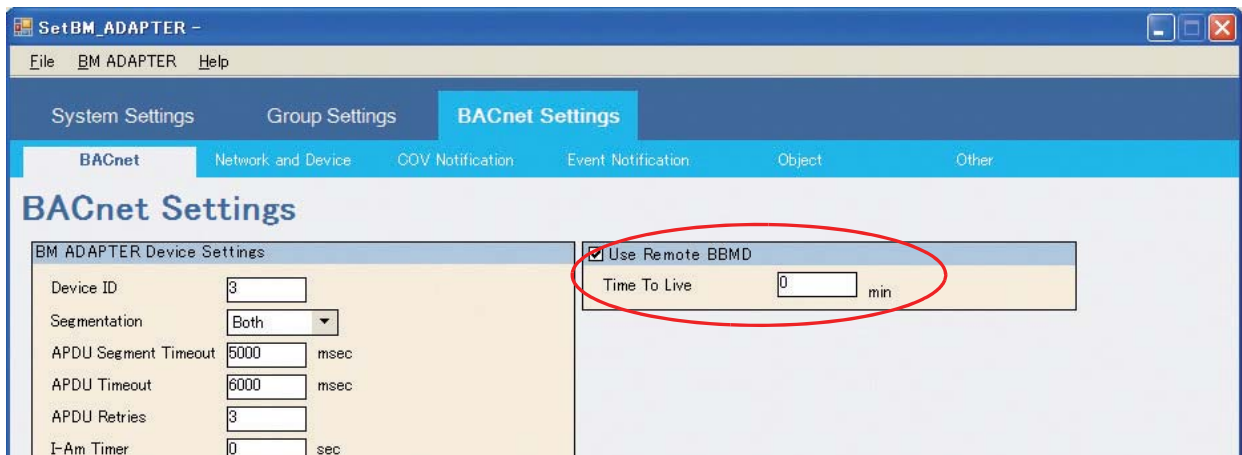 SetBM_ADAPTER -
File BM ADAPTER Help
System Settings Group Settings BACnet Settings
BACnet Network and Device COV Notification Event Notification Object Other
BACnet Settings
BM ADAPTER Device Settings
Device ID 3
Segmentation Both
APDU Segment Timeout 5000 msec
APDU Timeout 6000 msec
APDU Retries 3
I-Am Timer 0 sec
Use Remote BBMD
Time To Live 0 min